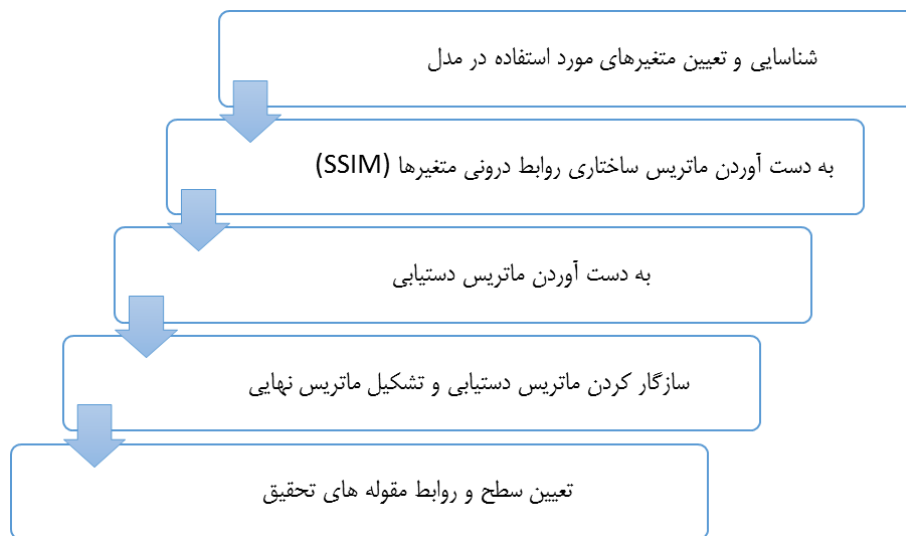 شناسایی و تعیین متغیرهای مورد استفاده در مدل
به دست آوردن ماتریس ساختاری روابط درونی متغیرها (SSIM)
به دست آوردن ماتریس دستیابی
سازگار کردن ماتریس دستیابی و تشکیل ماتریس نهایی
تعیین سطح و روابط مقوله های تحقیق